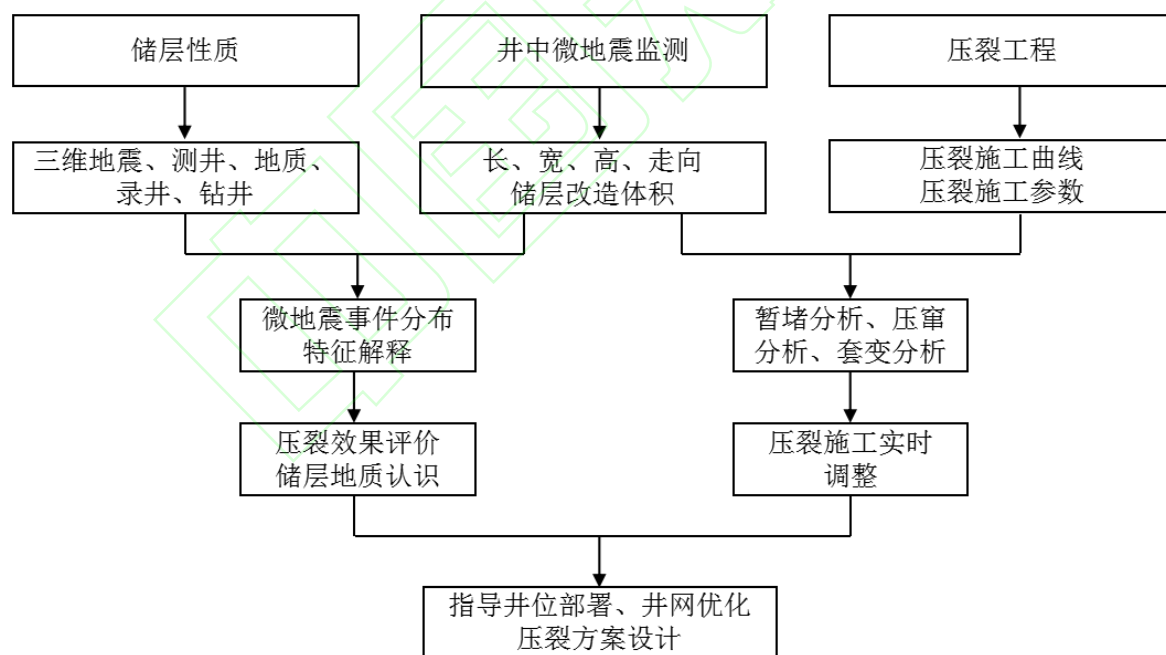 储层性质
井中微地震监测
压裂工程
三维地震、测井、地质、
录井、钻井
长、宽、高、走向
储层改造体积
压裂施工曲线
压裂施工参数
微地震事件分布
特征解释
暂堵分析、压窜
分析、套变分析
压裂效果评价
储层地质认识
压裂施工实时
调整
指导井位部署、井网优化
压裂方案设计